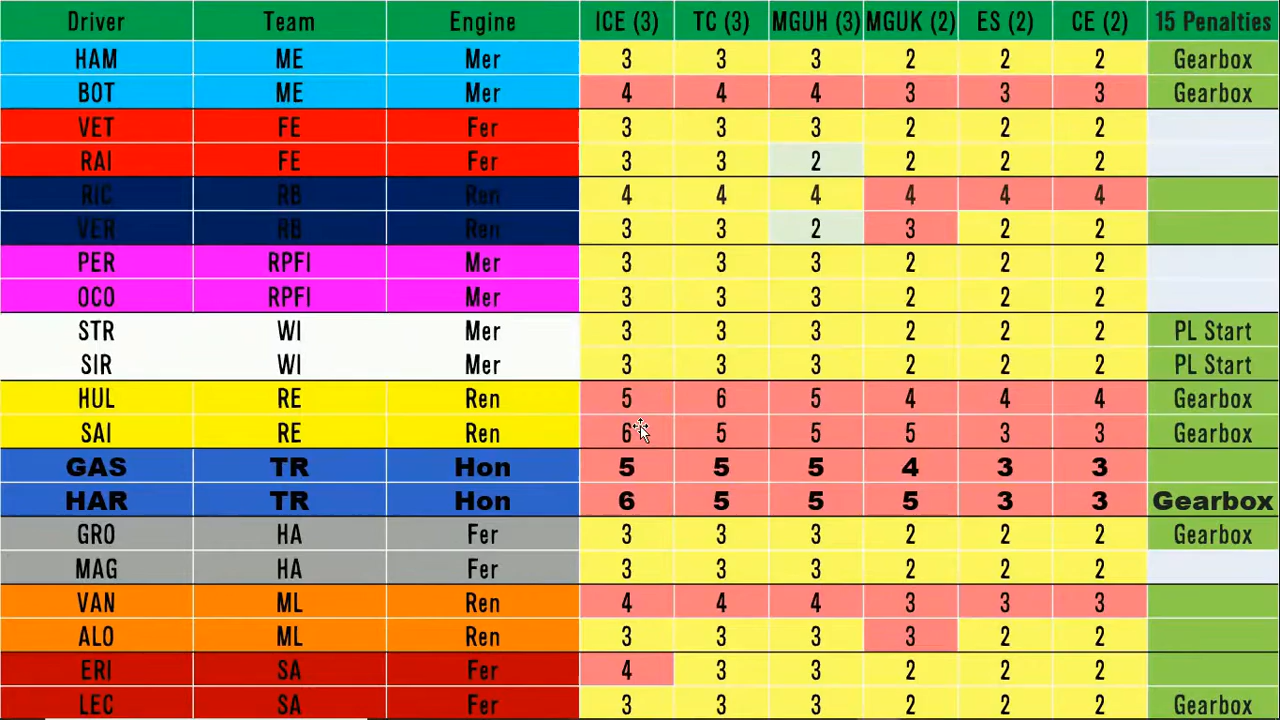 Driver Team Engine ICE (3) TC (3) MGUH (3) MGUK (2) ES (2) CE (2) 15 Penalties
HAM ME Mer 3 3 3 2 2 2 Gearbox
BOT ME Mer 4 4 4 3 3 3 Gearbox
VET FE Fer 3 3 3 2 2 2
RAI FE Fer 3 3 2 2 2 2
RIC RB Ren 4 4 4 4 4 4
VER RB Ren 3 3 2 3 2 2
PER RPFI Mer 3 3 3 2 2 2
OCO RPFI Mer 3 3 3 2 2 2
STR WI Mer 3 3 3 2 2 2 PL Start
SIR WI Mer 3 3 3 2 2 2 PL Start
HUL RE Ren 5 6 5 4 4 4 Gearbox
SAI RE Ren 6 5 5 5 3 3 Gearbox
GAS TR Hon 5 5 5 4 3 3
HAR TR Hon 6 5 5 5 3 3 Gearbox
GRO HA Fer 3 3 3 2 2 2 Gearbox
MAG HA Fer 3 3 3 2 2 2
VAN ML Ren 4 4 4 3 3 3
ALO ML Ren 3 3 3 3 2 2
ERI SA Fer 4 3 3 2 2 2
LEC SA Fer 3 3 3 2 2 2 Gearbox